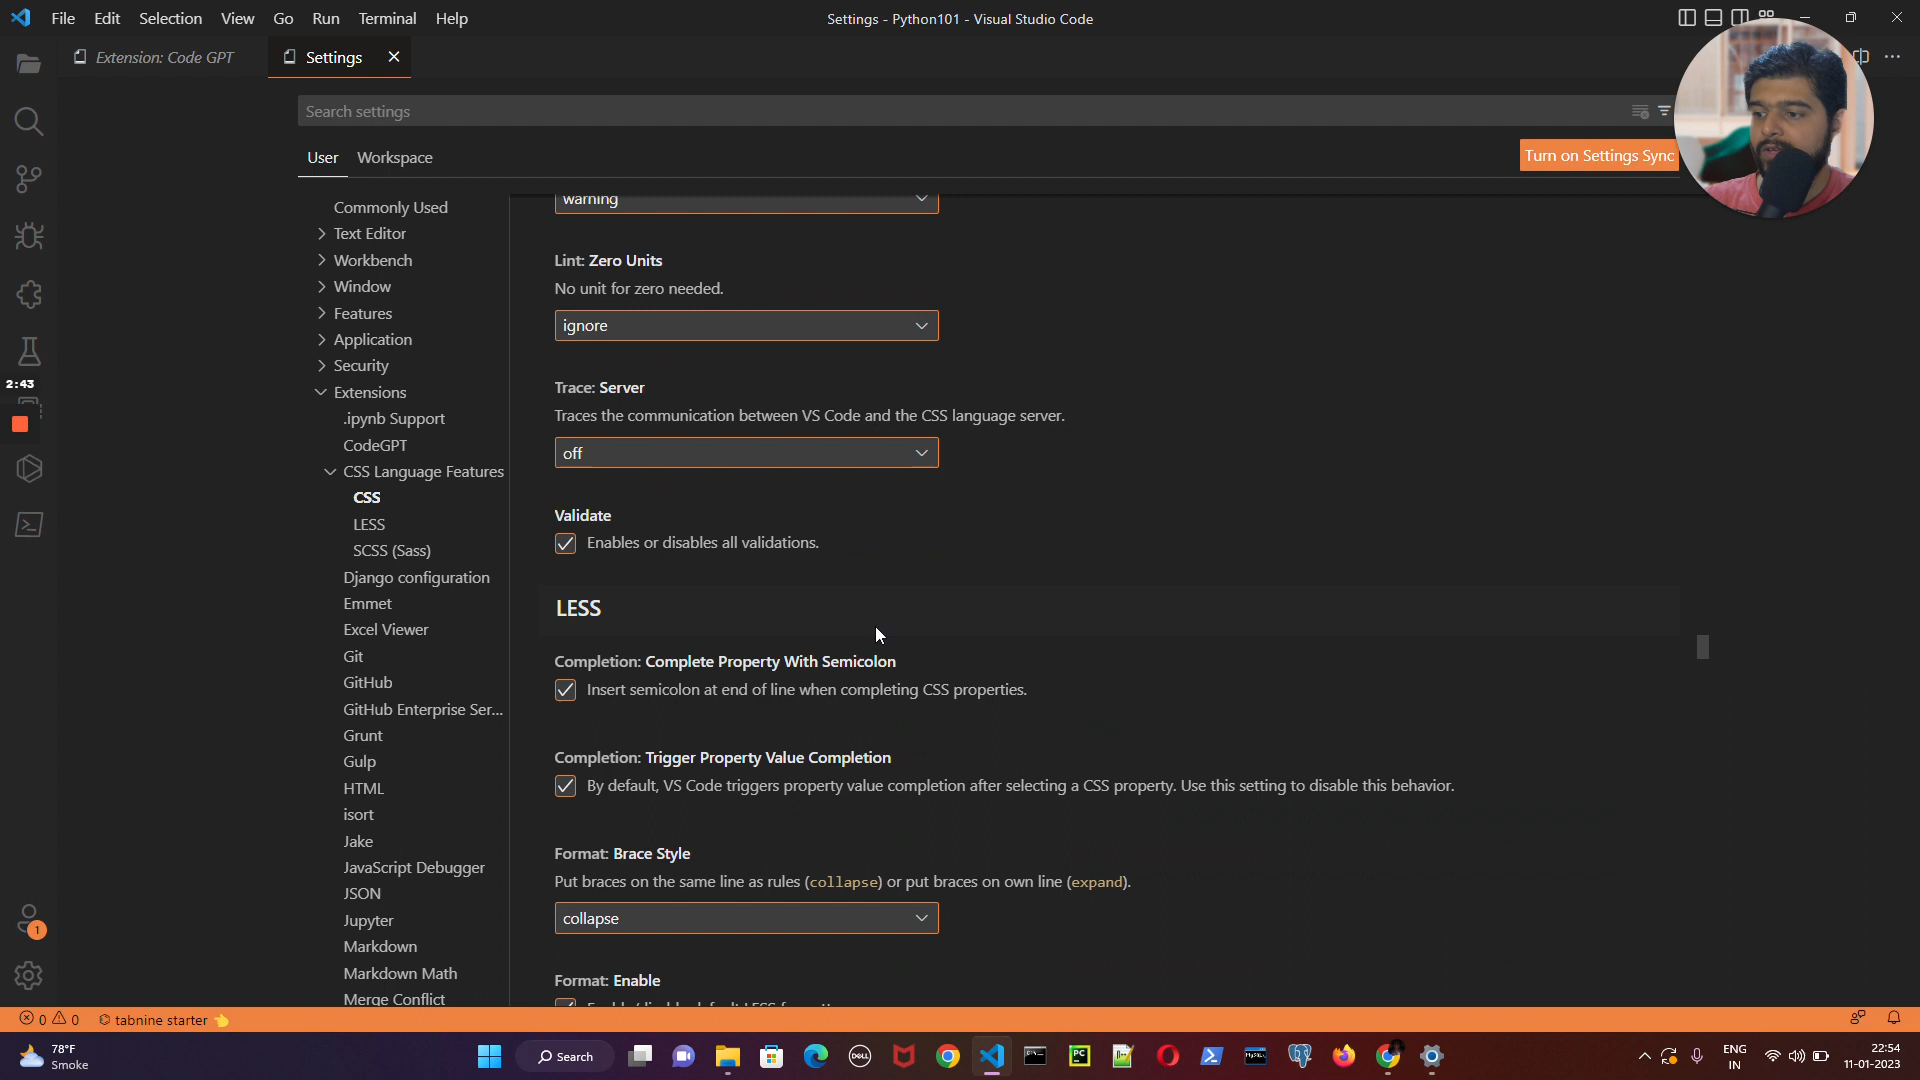 File Edit Selection View Go Run Terminal Help
Settings - Python101 - Visual Studio Code
Extension: Code GPT
Settings
Search settings
User
Workspace
Turn on Settings Sync
Commonly Used
Text Editor
Workbench
Window
Features
Application
Security
Extensions
.ipynb Support
CodeGPT
CSS Language Features
CSS
LESS
SCSS (Sass)
Django configuration
Emmet
Excel Viewer
Git
GitHub
GitHub Enterprise Ser...
Grunt
Gulp
HTML
isort
Jake
JavaScript Debugger
JSON
Jupyter
Markdown
Markdown Math
Merge Conflict
warning
Lint: Zero Units
No unit for zero needed.
ignore
Trace: Server
Traces the communication between VS Code and the CSS language server.
off
Validate
Enables or disables all validations.
LESS
Completion: Complete Property With Semicolon
Insert semicolon at end of line when completing CSS properties.
Completion: Trigger Property Value Completion
By default, VS Code triggers property value completion after selecting a CSS property. Use this setting to disable this behavior.
Format: Brace Style
Put braces on the same line as rules (collapse) or put braces on own line (expand).
collapse
Format: Enable
2:43
1
0 0 tabnine starter
78°F
Smoke
Search
DELL
PC
MySQL
ENG
IN
22:54
11-01-2023